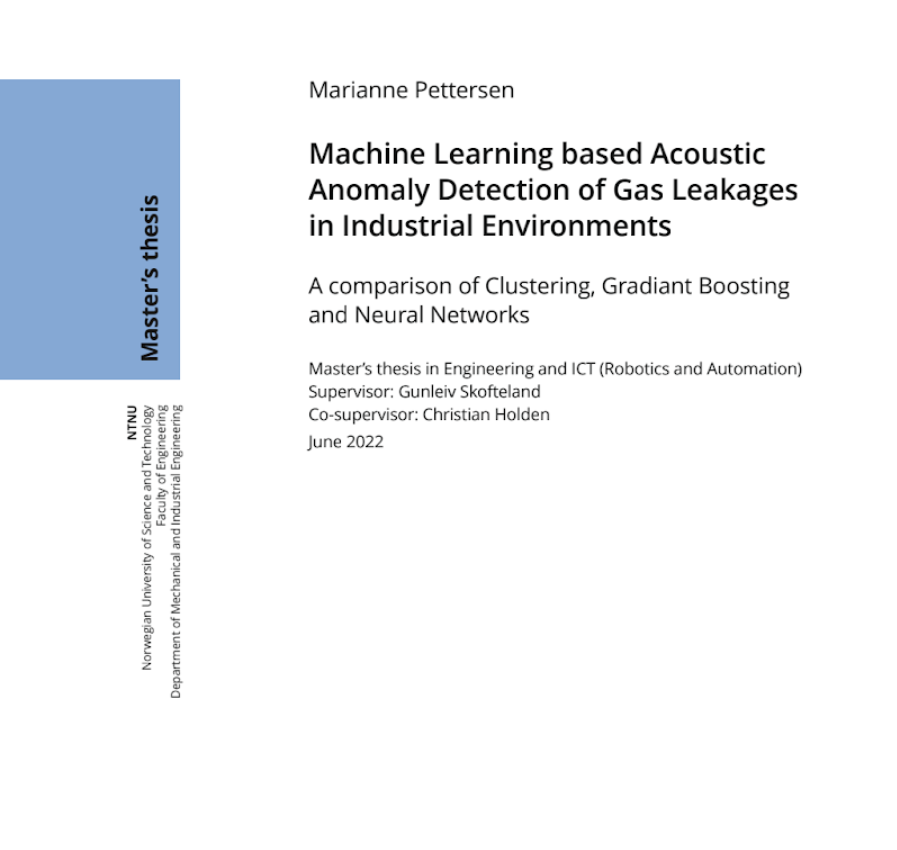 Marianne Pettersen
Machine Learning based Acoustic
Anomaly Detection of Gas Leakages
in Industrial Environments
A comparison of Clustering, Gradiant Boosting
and Neural Networks
Master's thesis in Engineering and ICT (Robotics and Automation)
Supervisor: Gunleiv Skofteland
Co-supervisor: Christian Holden
June 2022
Master's thesis
NTNU
Norwegian University of Science and Technology
Faculty of Engineering
Department of Mechanical and Industrial Engineering